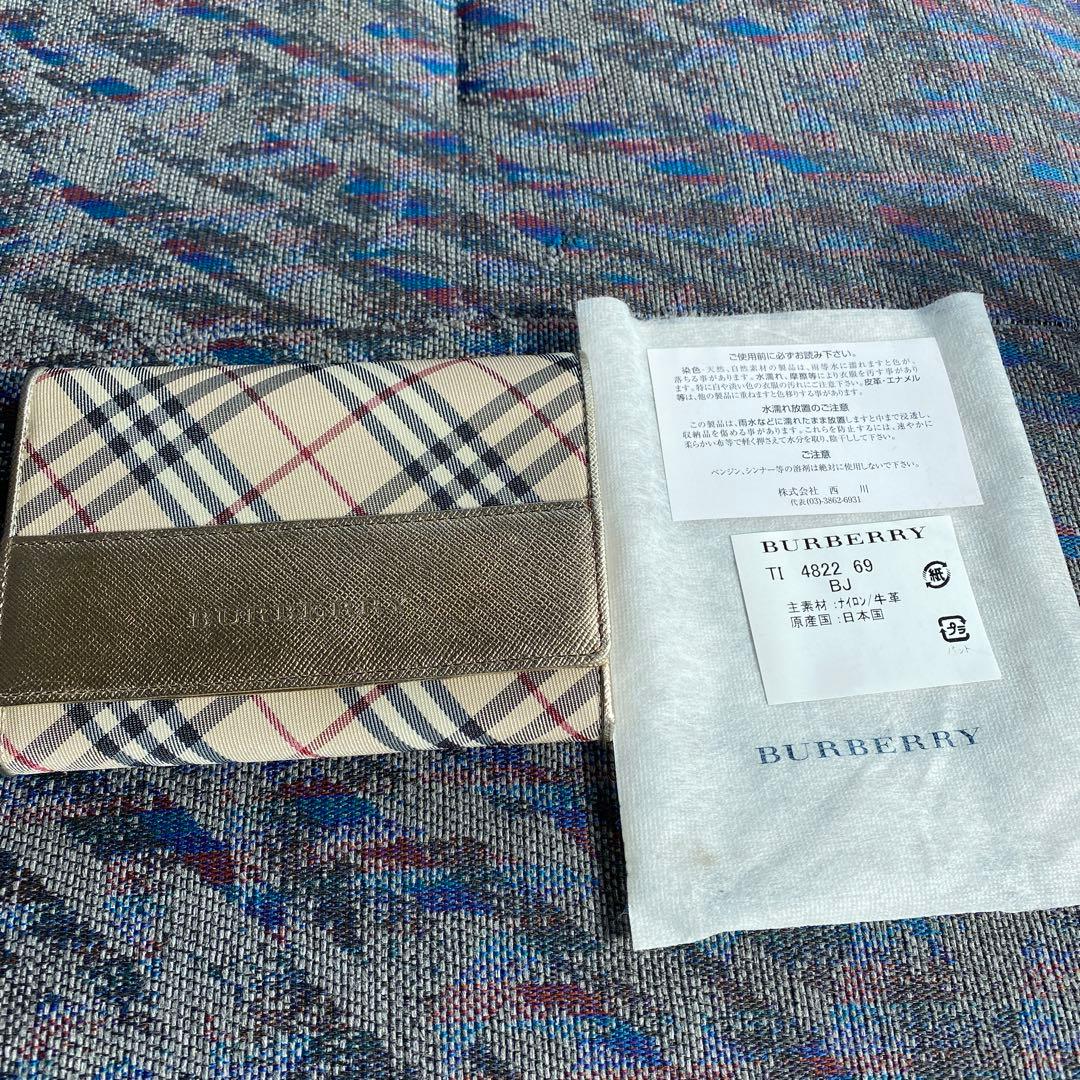 BURBERRY
ご使用前に必ずお読み下さい。
染色・天然、自然素材の製品は、雨等水に濡れますと色が、
落ちる事があります。水濡れ、摩擦等により衣服を汚す事があり
ます。特に白や淡い色の衣服の汚れにご注意下さい。皮革・エナメル
等は、他の製品に重ねますと色移りする事があります。
水濡れ放置のご注意
この製品は、雨水などに濡れたまま放置しますと中まで浸透し、
収納品を傷める事があります。これらを防止するには、速やかに
柔らかい布等で軽く押さえて水分を取り、陰干しして下さい。
ご注意
ベンジン、シンナー等の溶剤は絶対に使用しないで下さい。
株式会社 西川
代表(03)-3862-6931
BURBERRY
TI 4822 69
BJ
主素材:ﾅｲﾛﾝ/牛革
原産国:日本国
紙
プラ
パット
BURBERRY